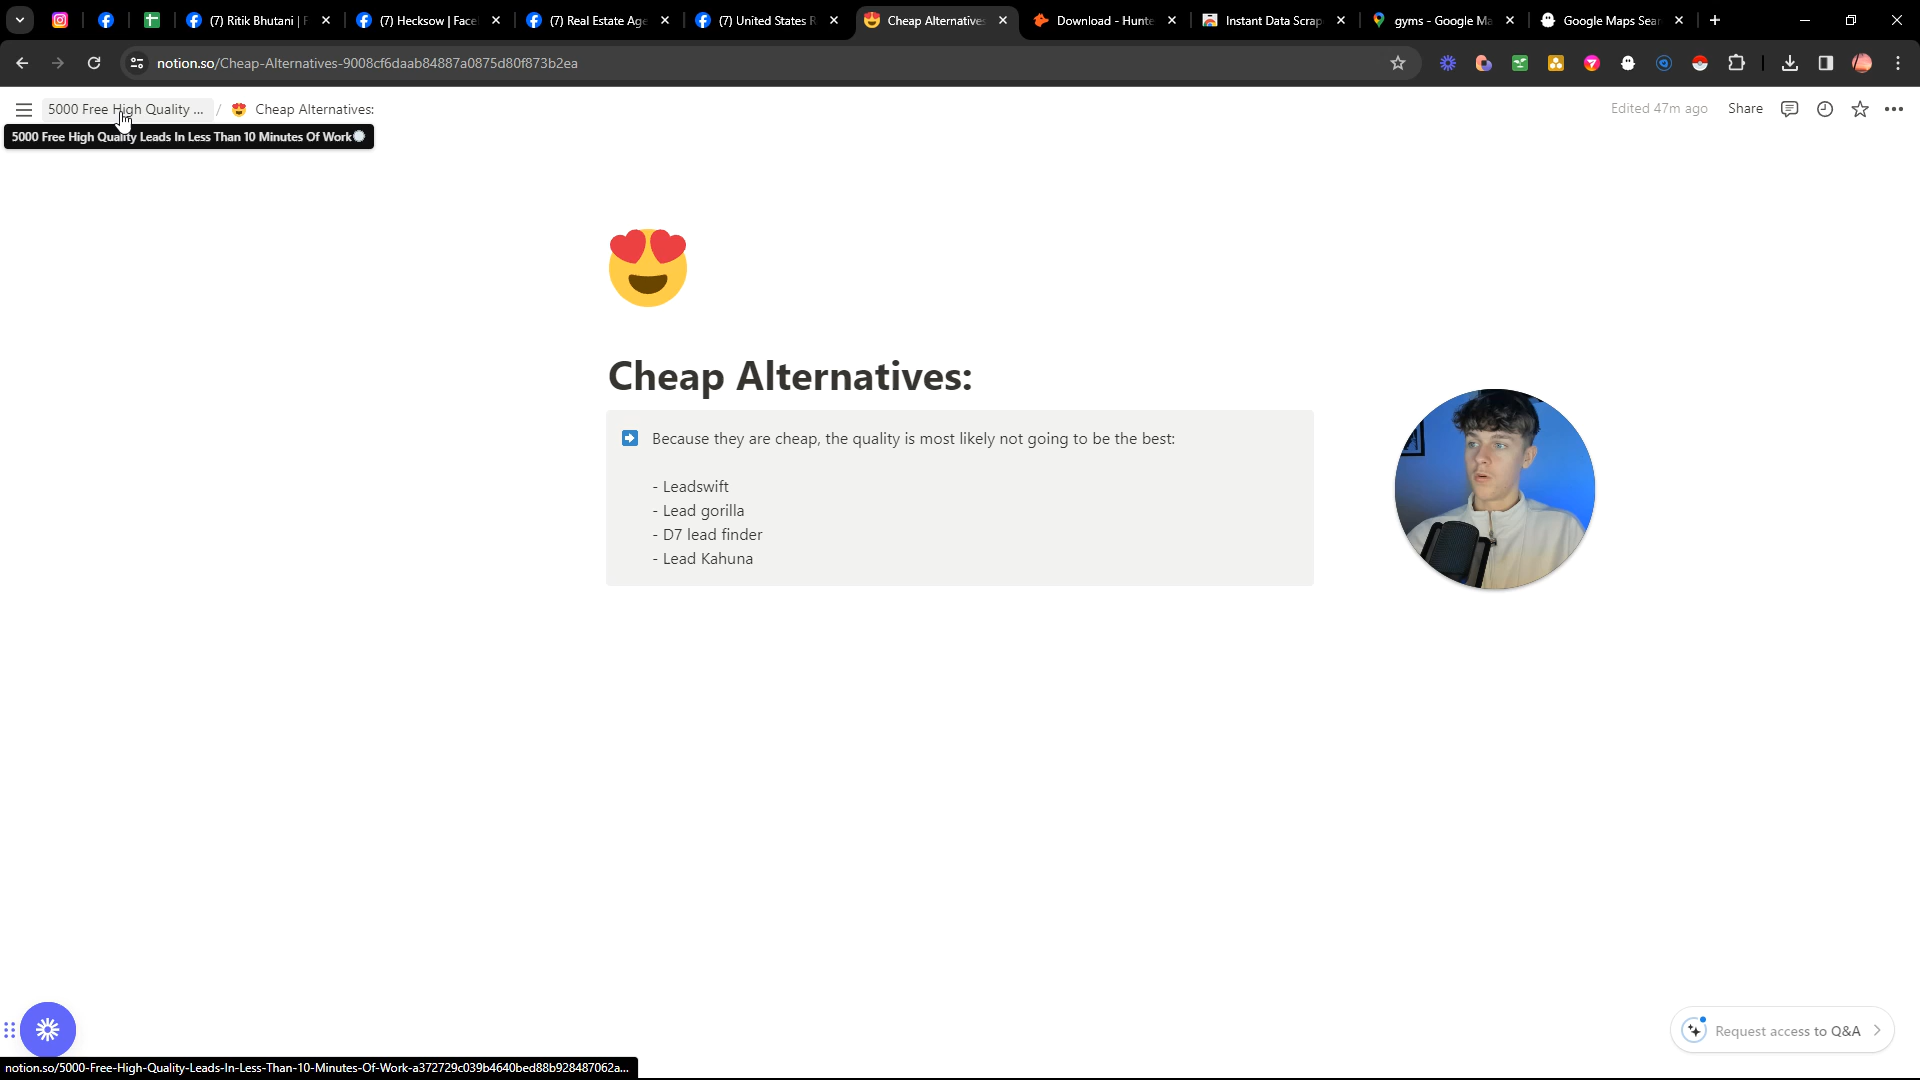 (7) Ritik Bhutani | F
(7) Hecksow | Face
(7) Real Estate Age
(7) United States R
Cheap Alternatives
Download - Hunte
Instant Data Scrap
gyms - Google Ma
Google Maps Sear
notion.so/Cheap-Alternatives-9008cf6daab84887a0875d80f873b2ea
5000 Free High Quality ... / Cheap Alternatives:
Edited 47m ago
Share
5000 Free High Quality Leads In Less Than 10 Minutes Of Work
Cheap Alternatives:
Because they are cheap, the quality is most likely not going to be the best:
- Leadswift
- Lead gorilla
- D7 lead finder
- Lead Kahuna
Request access to Q&A
notion.so/5000-Free-High-Quality-Leads-In-Less-Than-10-Minutes-Of-Work-a372729c039b4640bed88b928487062a...